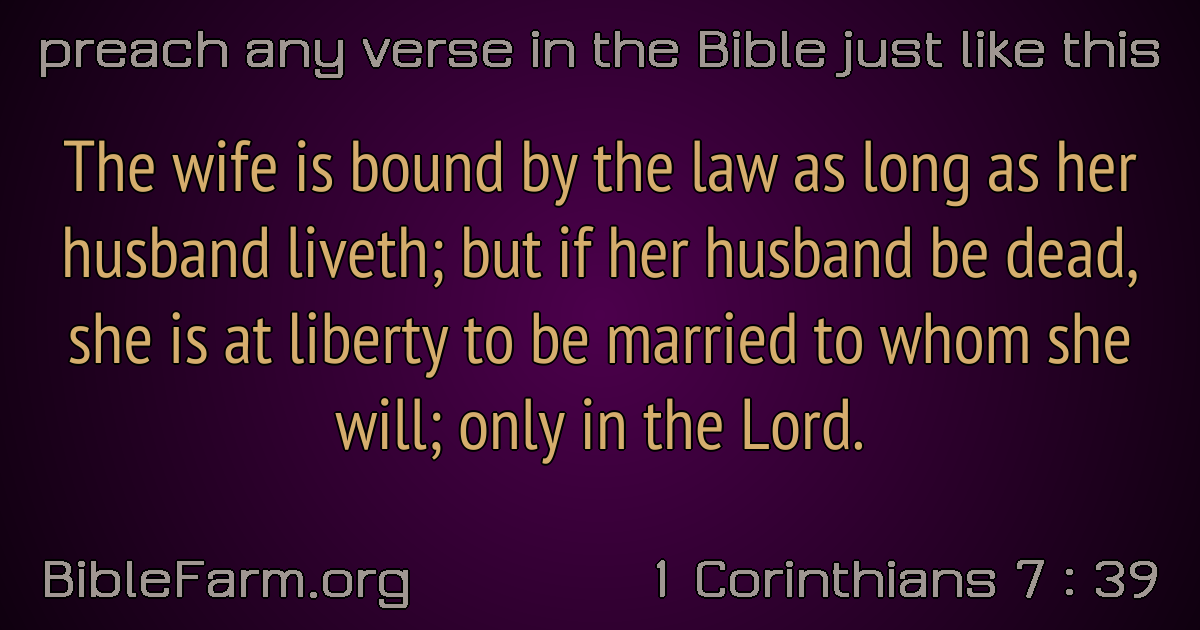 preach any verse in the Bible just like this
The wife is bound by the law as long as her
husband liveth; but if her husband be dead,
she is at liberty to be married to whom she
will; only in the Lord.
BibleFarm.org 1 Corinthians 7 : 39